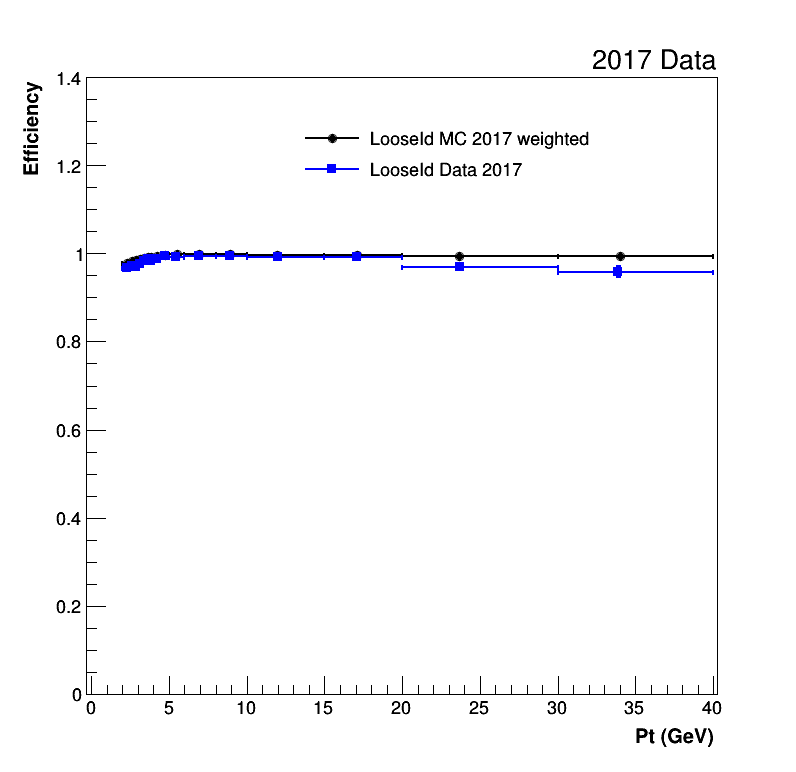 2017 Data
Efficiency
1.4
1.2
1
0.8
0.6
0.4
0.2
0
LooseId MC 2017 weighted
LooseId Data 2017
0 5 10 15 20 25 30 35 40
Pt (GeV)